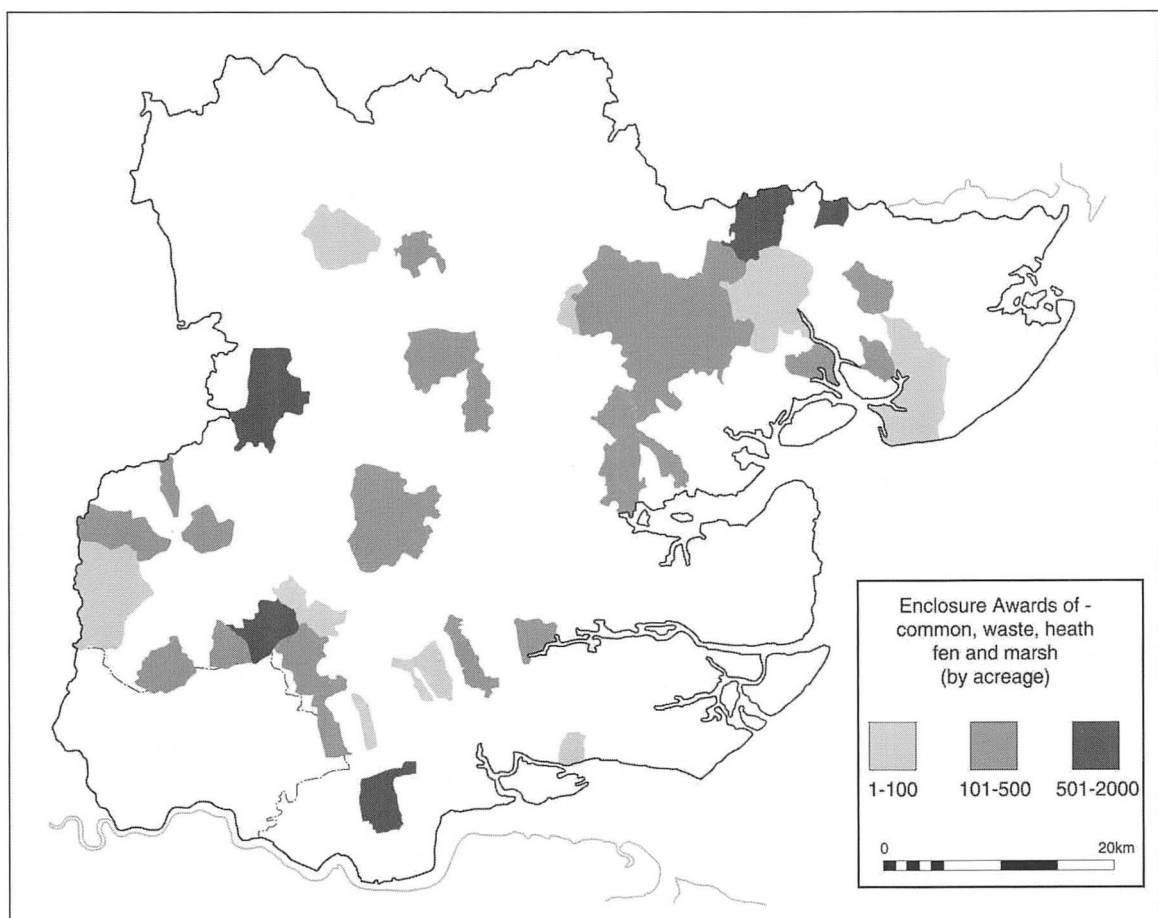 Enclosure Awards of -
common, waste, heath
fen and marsh
(by acreage)
1-100 101-500 501-2000
0 20km